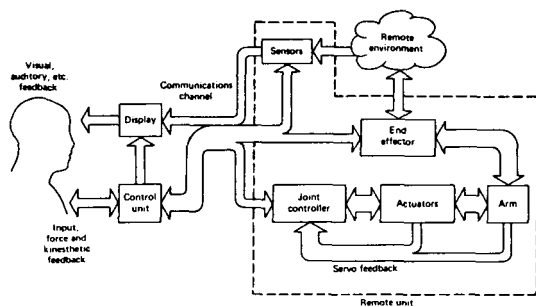 Visual,
auditory, etc.
feedback
Communications
channel
Sensors
Remote
environment
Display
End
effector
Control
unit
Joint
controller
Actuators
Arm
Input,
force and
kinesthetic
feedback
Servo feedback
Remote unit